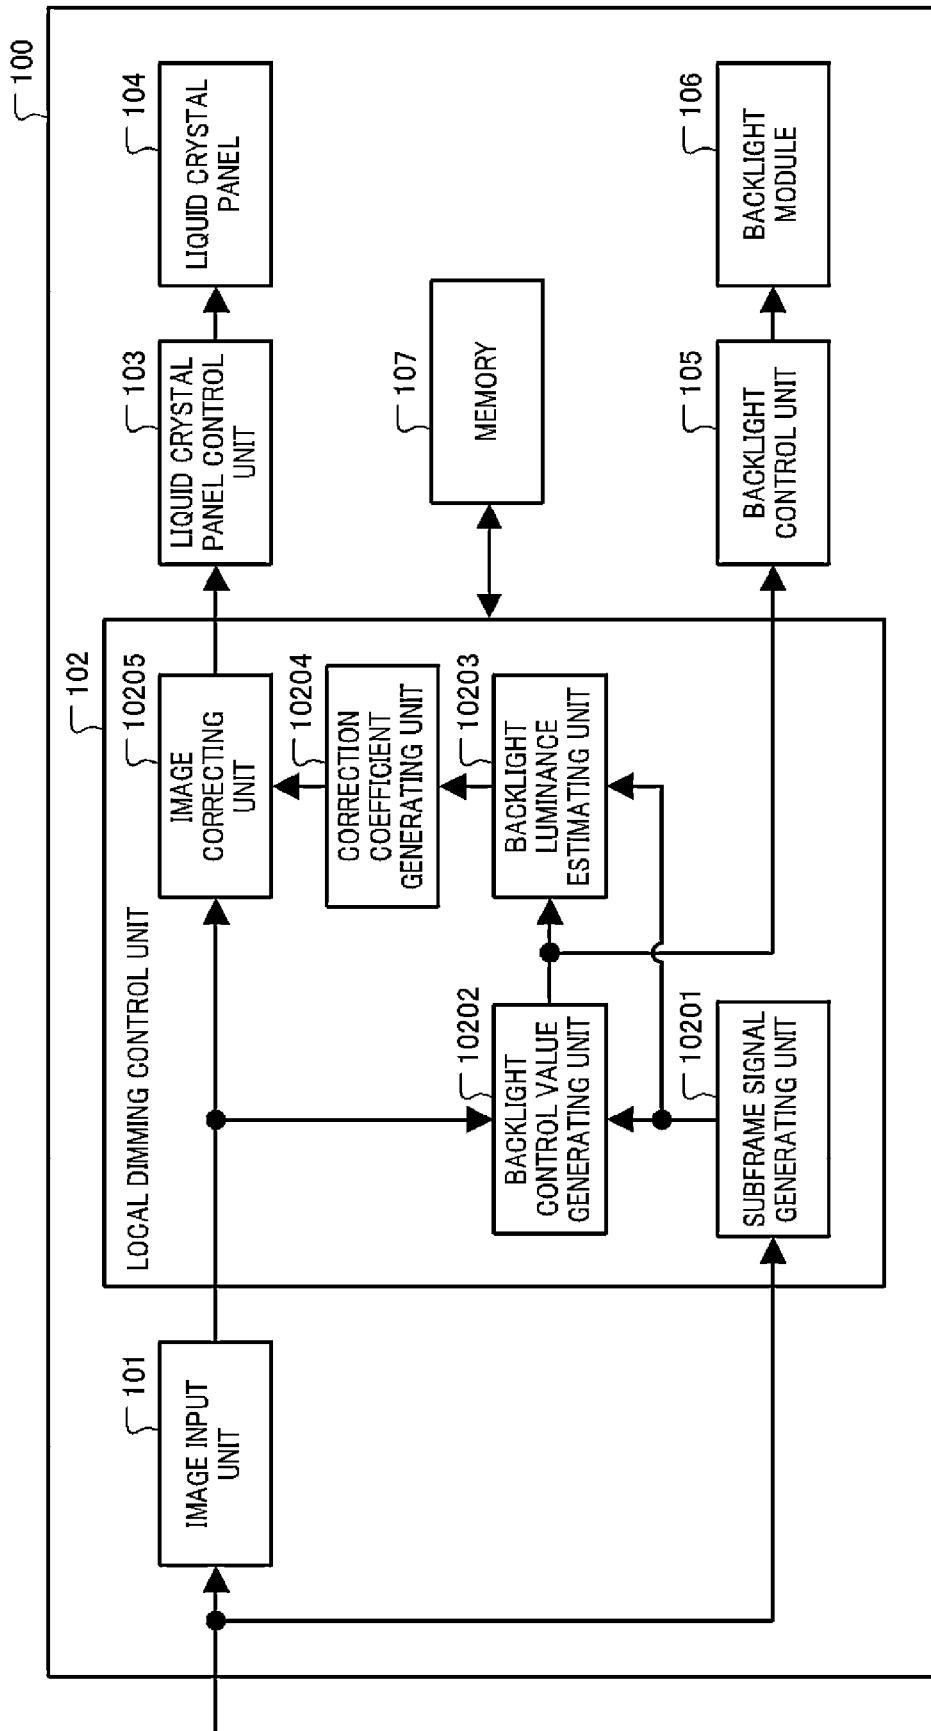 100
101
IMAGE INPUT
UNIT
102
LOCAL DIMMING CONTROL UNIT
10205
IMAGE
CORRECTING
UNIT
103
LIQUID CRYSTAL
PANEL CONTROL
UNIT
104
LIQUID CRYSTAL
PANEL
10204
CORRECTION
COEFFICIENT
GENERATING UNIT
10202
BACKLIGHT
CONTROL VALUE
GENERATING UNIT
10203
BACKLIGHT
LUMINANCE
ESTIMATING UNIT
107
MEMORY
10201
SUBFRAME SIGNAL
GENERATING UNIT
105
BACKLIGHT
CONTROL UNIT
106
BACKLIGHT
MODULE